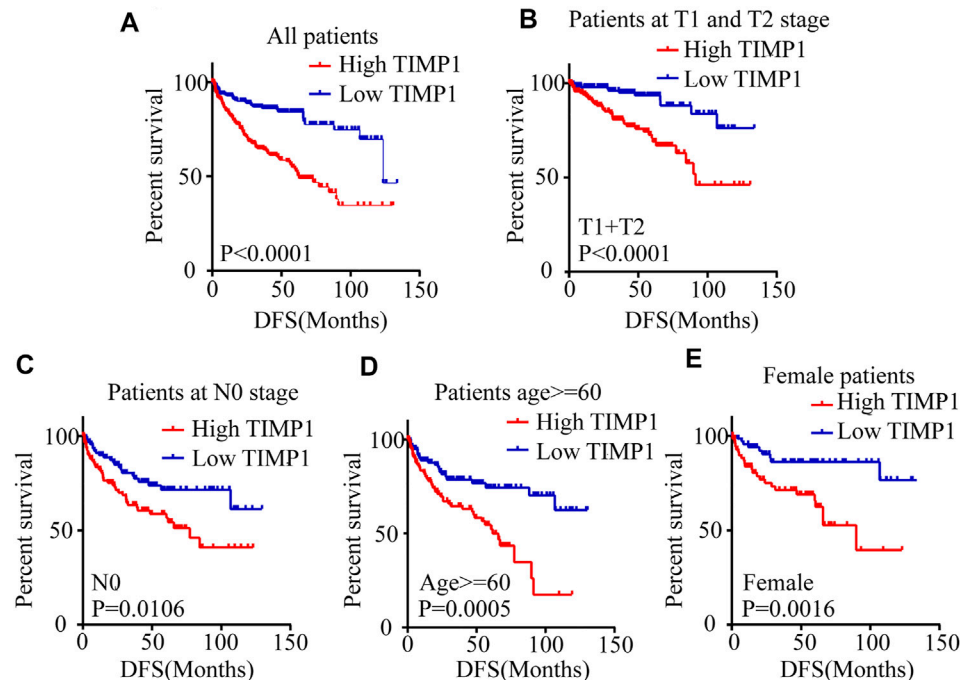 A
All patients
High TIMP1
Low TIMP1
Percent survival
100
50
0
P<0.0001
0 50 100 150
DFS(Months)
B
Patients at T1 and T2 stage
High TIMP1
Low TIMP1
Percent survival
100
50
0
T1+T2
P<0.0001
0 50 100 150
DFS(Months)
C
Patients at N0 stage
High TIMP1
Low TIMP1
Percent survival
100
50
0
N0
P=0.0106
0 50 100 150
DFS(Months)
D
Patients age>=60
High TIMP1
Low TIMP1
Percent survival
100
50
0
Age>=60
P=0.0005
0 50 100 150
DFS(Months)
E
Female patients
High TIMP1
Low TIMP1
Percent survival
100
50
0
Female
P=0.0016
0 50 100 150
DFS(Months)